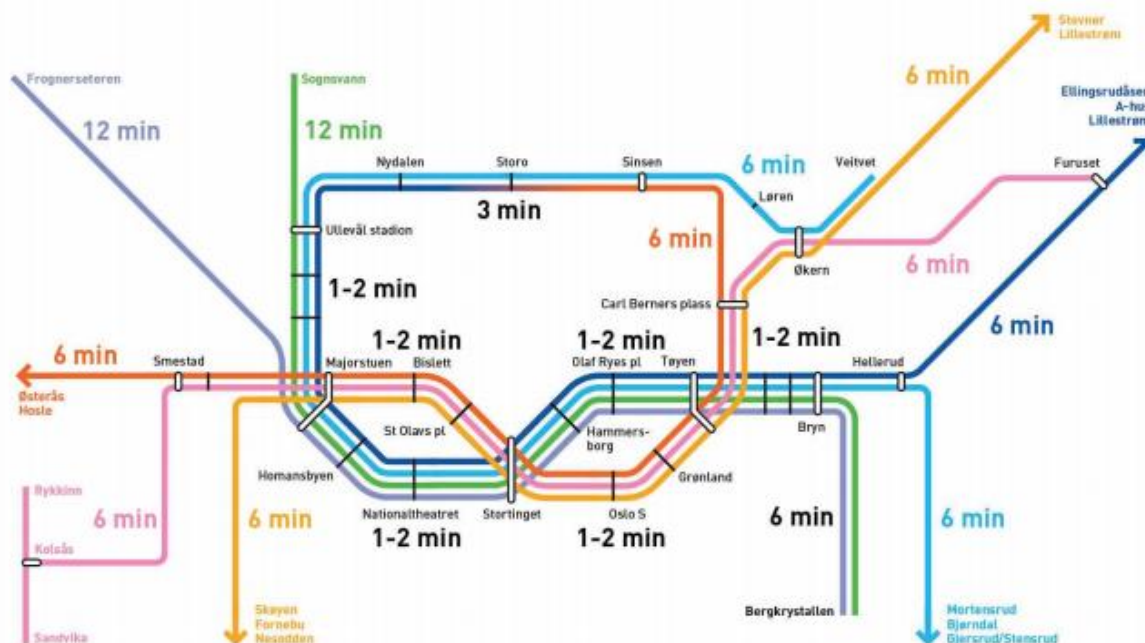 Stovner
Lillestrøm
Frognerseteren
Sognsvann
6 min
Ellingsrudåsen
A-hus
Lillestrøm
12 min
12 min
Nydalen
Storo
Sinsen
6 min
Veitvet
Furuset
Løren
3 min
Ullevål stadion
6 min
Økern
6 min
1-2 min
Carl Berners plass
6 min
1-2 min
1-2 min
1-2 min
6 min
Smestad
Majorstuen
Bislett
Olaf Ryes pl
Tøyen
Hellerud
Østerås
Hosle
St Olavs pl
Hammers-
borg
Bryn
Homansbyen
Grønland
Rykkinn
6 min
6 min
Nationaltheatret
Stortinget
Oslo S
6 min
6 min
1-2 min
1-2 min
Kolsås
Skøyen
Fornebu
Nesodden
Bergkrystallen
Mortensrud
Bjørndal
Gjersrud/Stensrud
Sandvika